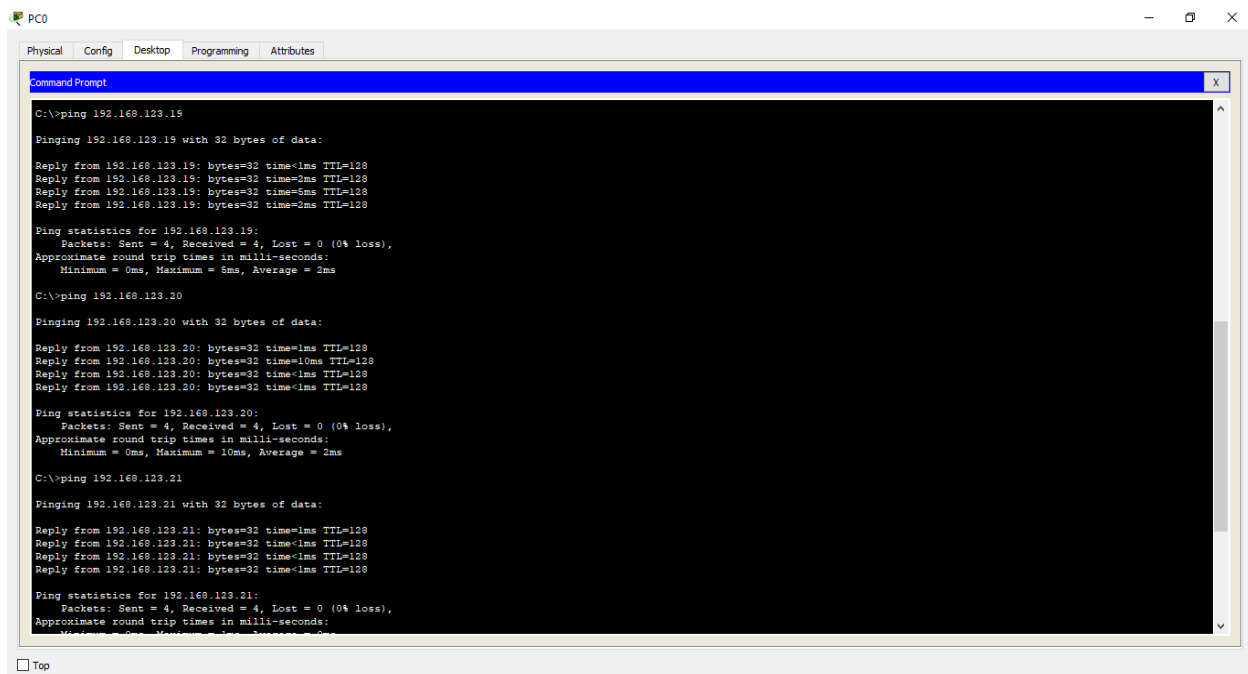 PC0
Physical Config Desktop Programming Attributes
Command Prompt
X
C:\>ping 192.168.123.19
Pinging 192.168.123.19 with 32 bytes of data:
Reply from 192.168.123.19: bytes=32 time<1ms TTL=128
Reply from 192.168.123.19: bytes=32 time=2ms TTL=128
Reply from 192.168.123.19: bytes=32 time=5ms TTL=128
Reply from 192.168.123.19: bytes=32 time=2ms TTL=128
Ping statistics for 192.168.123.19:
Packets: Sent = 4, Received = 4, Lost = 0 (0% loss),
Approximate round trip times in milli-seconds:
Minimum = 0ms, Maximum = 5ms, Average = 2ms
C:\>ping 192.168.123.20
Pinging 192.168.123.20 with 32 bytes of data:
Reply from 192.168.123.20: bytes=32 time=1ms TTL=128
Reply from 192.168.123.20: bytes=32 time=10ms TTL=128
Reply from 192.168.123.20: bytes=32 time<1ms TTL=128
Reply from 192.168.123.20: bytes=32 time<1ms TTL=128
Ping statistics for 192.168.123.20:
Packets: Sent = 4, Received = 4, Lost = 0 (0% loss),
Approximate round trip times in milli-seconds:
Minimum = 0ms, Maximum = 10ms, Average = 2ms
C:\>ping 192.168.123.21
Pinging 192.168.123.21 with 32 bytes of data:
Reply from 192.168.123.21: bytes=32 time=1ms TTL=128
Reply from 192.168.123.21: bytes=32 time<1ms TTL=128
Reply from 192.168.123.21: bytes=32 time<1ms TTL=128
Reply from 192.168.123.21: bytes=32 time<1ms TTL=128
Ping statistics for 192.168.123.21:
Packets: Sent = 4, Received = 4, Lost = 0 (0% loss),
Approximate round trip times in milli-seconds:
Minimum = 0ms, Maximum = 1ms, Average = 0ms
Top